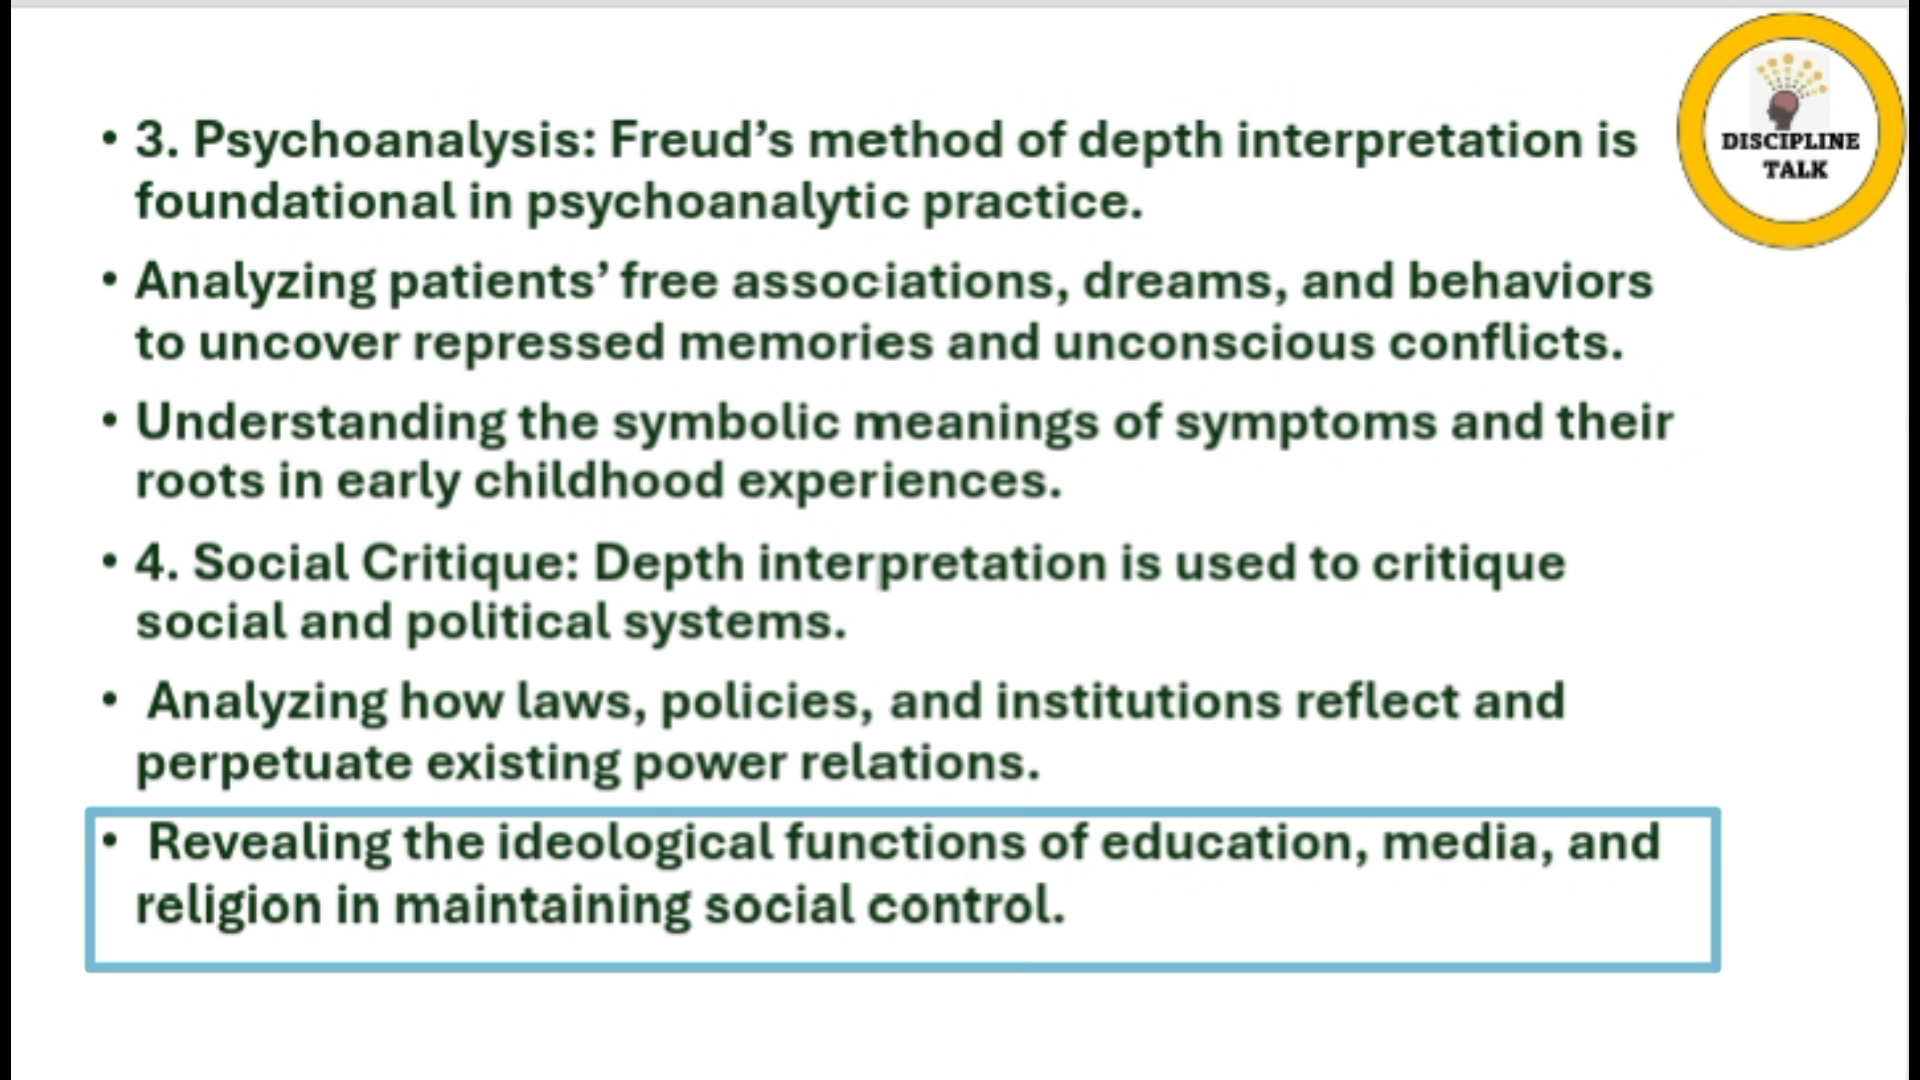 • 3. Psychoanalysis: Freud’s method of depth interpretation is
foundational in psychoanalytic practice.
• Analyzing patients’ free associations, dreams, and behaviors
to uncover repressed memories and unconscious conflicts.
• Understanding the symbolic meanings of symptoms and their
roots in early childhood experiences.
• 4. Social Critique: Depth interpretation is used to critique
social and political systems.
• Analyzing how laws, policies, and institutions reflect and
perpetuate existing power relations.
• Revealing the ideological functions of education, media, and
religion in maintaining social control.
DISCIPLINE
TALK